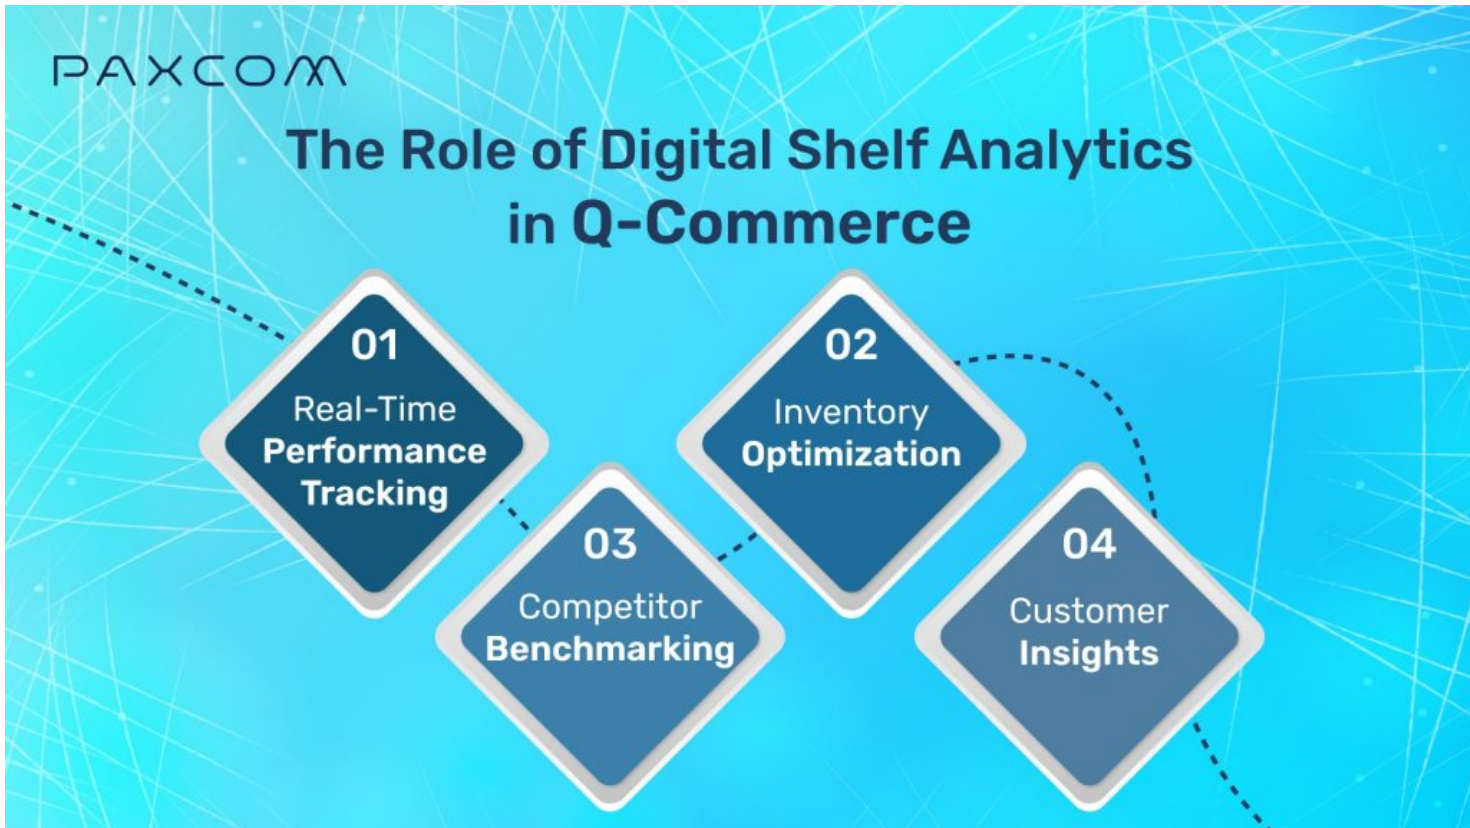 PAXCOM
The Role of Digital Shelf Analytics
in Q-Commerce
01
Real-Time
Performance
Tracking
02
Inventory
Optimization
03
Competitor
Benchmarking
04
Customer
Insights